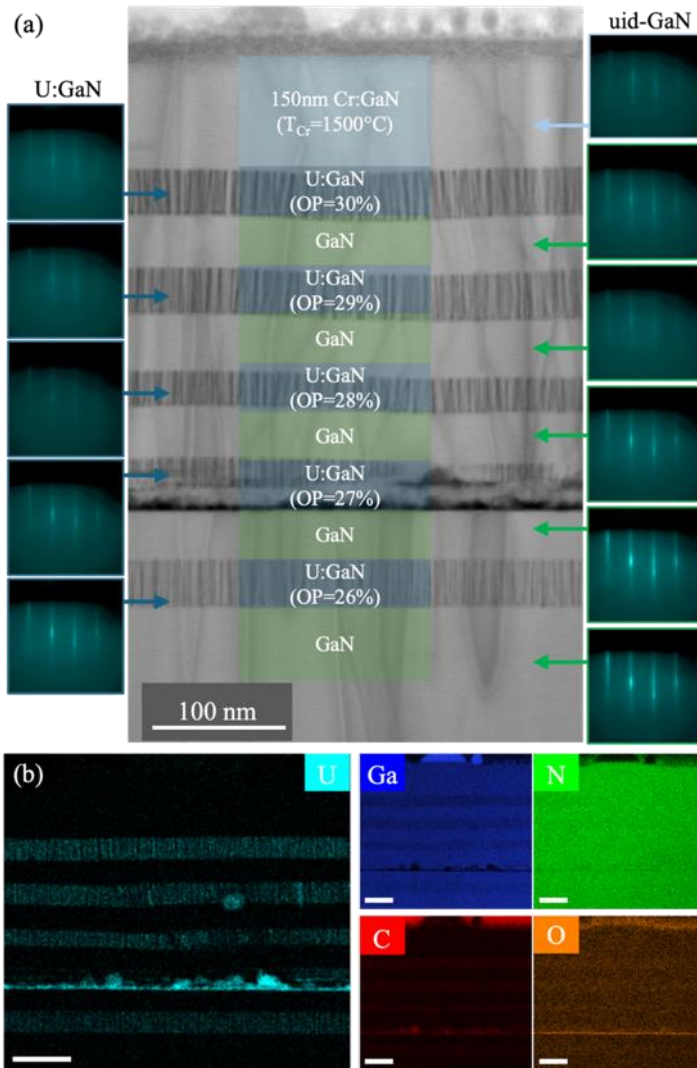 (a)
uid-GaN
U:GaN
150nm Cr:GaN
(T_Cr=1500°C)
U:GaN
(OP=30%)
GaN
U:GaN
(OP=29%)
GaN
U:GaN
(OP=28%)
GaN
U:GaN
(OP=27%)
GaN
U:GaN
(OP=26%)
GaN
100 nm
(b)
U
Ga
N
C
O